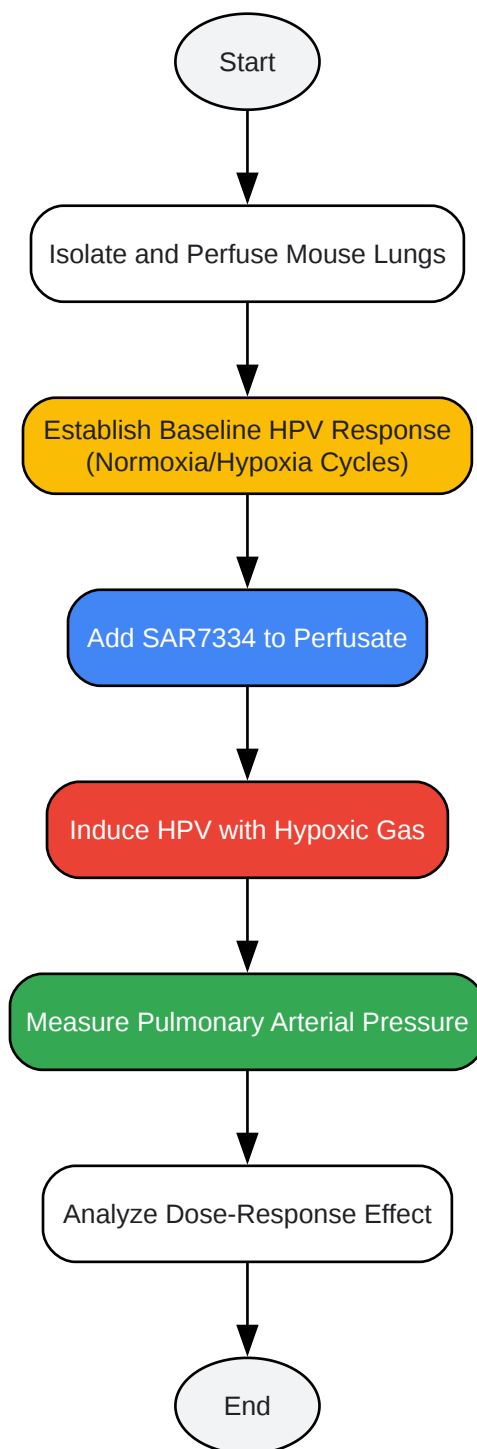 Start
Isolate and Perfuse Mouse Lungs
Establish Baseline HPV Response
(Normoxia/Hypoxia Cycles)
Add SAR7334 to Perfusate
Induce HPV with Hypoxic Gas
Measure Pulmonary Arterial Pressure
Analyze Dose-Response Effect
End